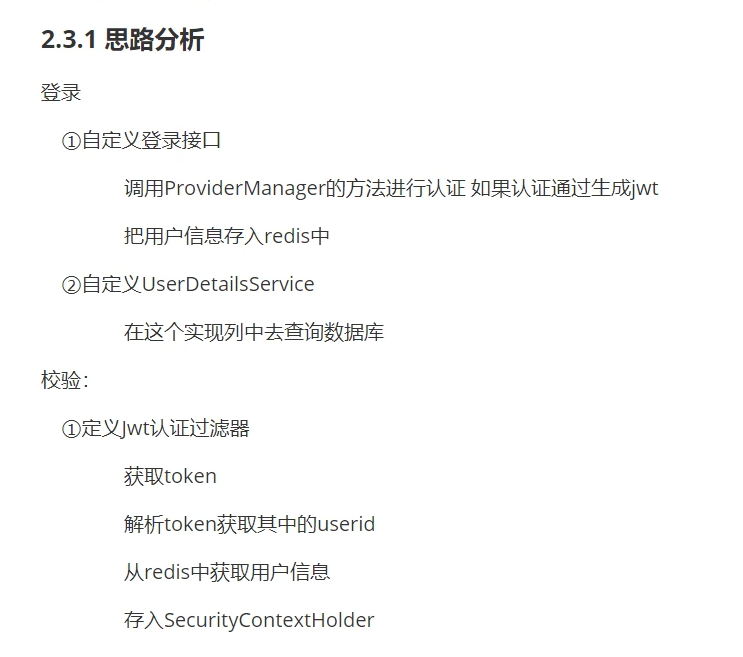 2.3.1 思路分析
登录
①自定义登录接口
调用ProviderManager的方法进行认证 如果认证通过生成jwt
把用户信息存入redis中
②自定义UserDetailsService
在这个实现列中去查询数据库
校验：
①定义Jwt认证过滤器
获取token
解析token获取其中的userid
从redis中获取用户信息
存入SecurityContextHolder